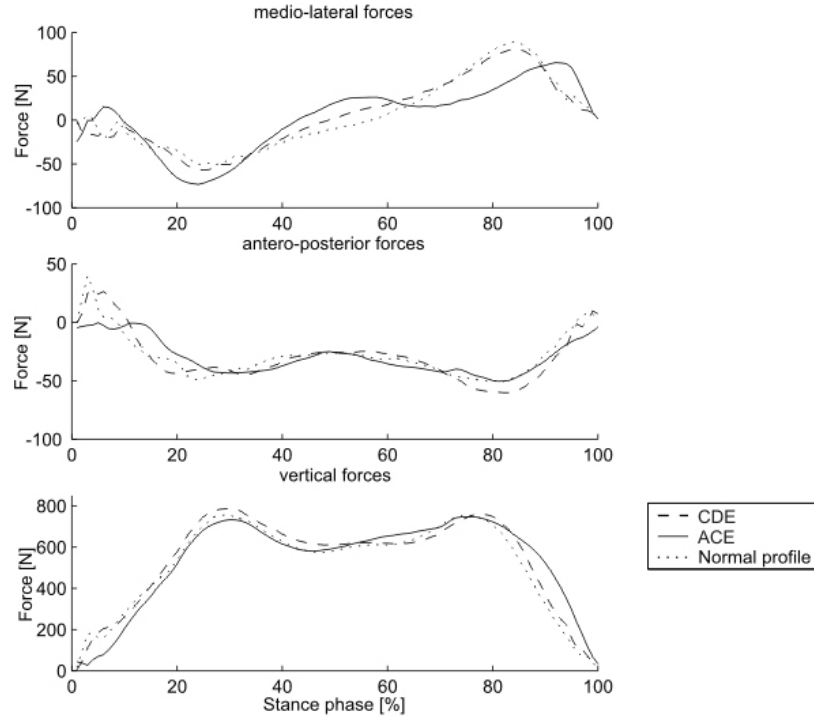 medio-lateral forces
100
50
0
-50
-100
Force [N]
0 20 40 60 80 100
antero-posterior forces
50
0
-50
-100
Force [N]
0 20 40 60 80 100
vertical forces
800
600
400
200
0
Force [N]
0 20 40 60 80 100
Stance phase [%]
CDE
ACE
Normal profile